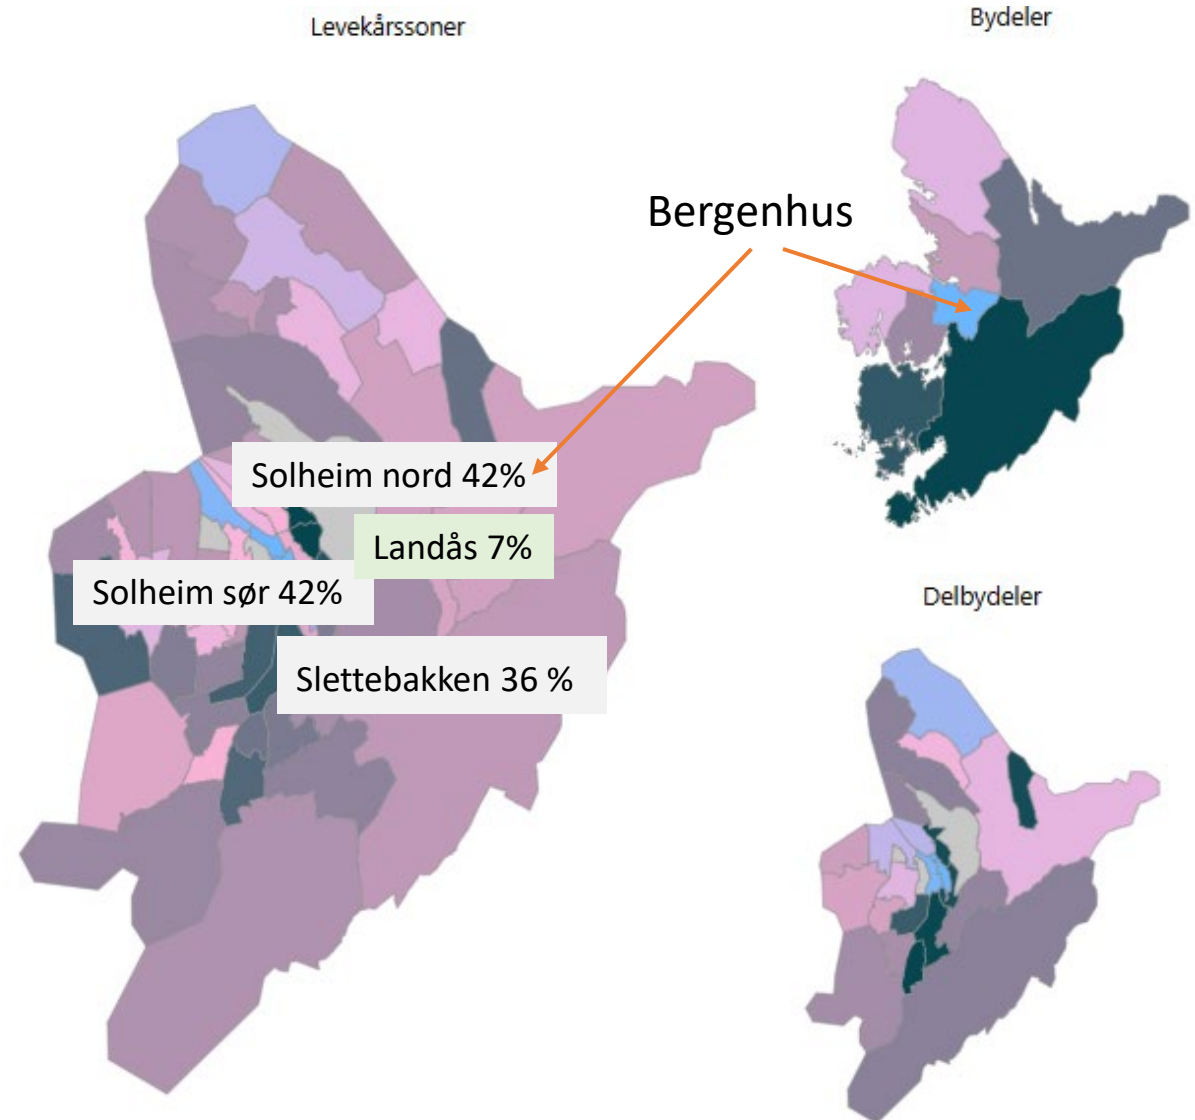 Levekårssoner
Bydeler
Bergenhus
Solheim nord 42%
Landås 7%
Solheim sør 42%
Slettebakken 36 %
Delbydeler